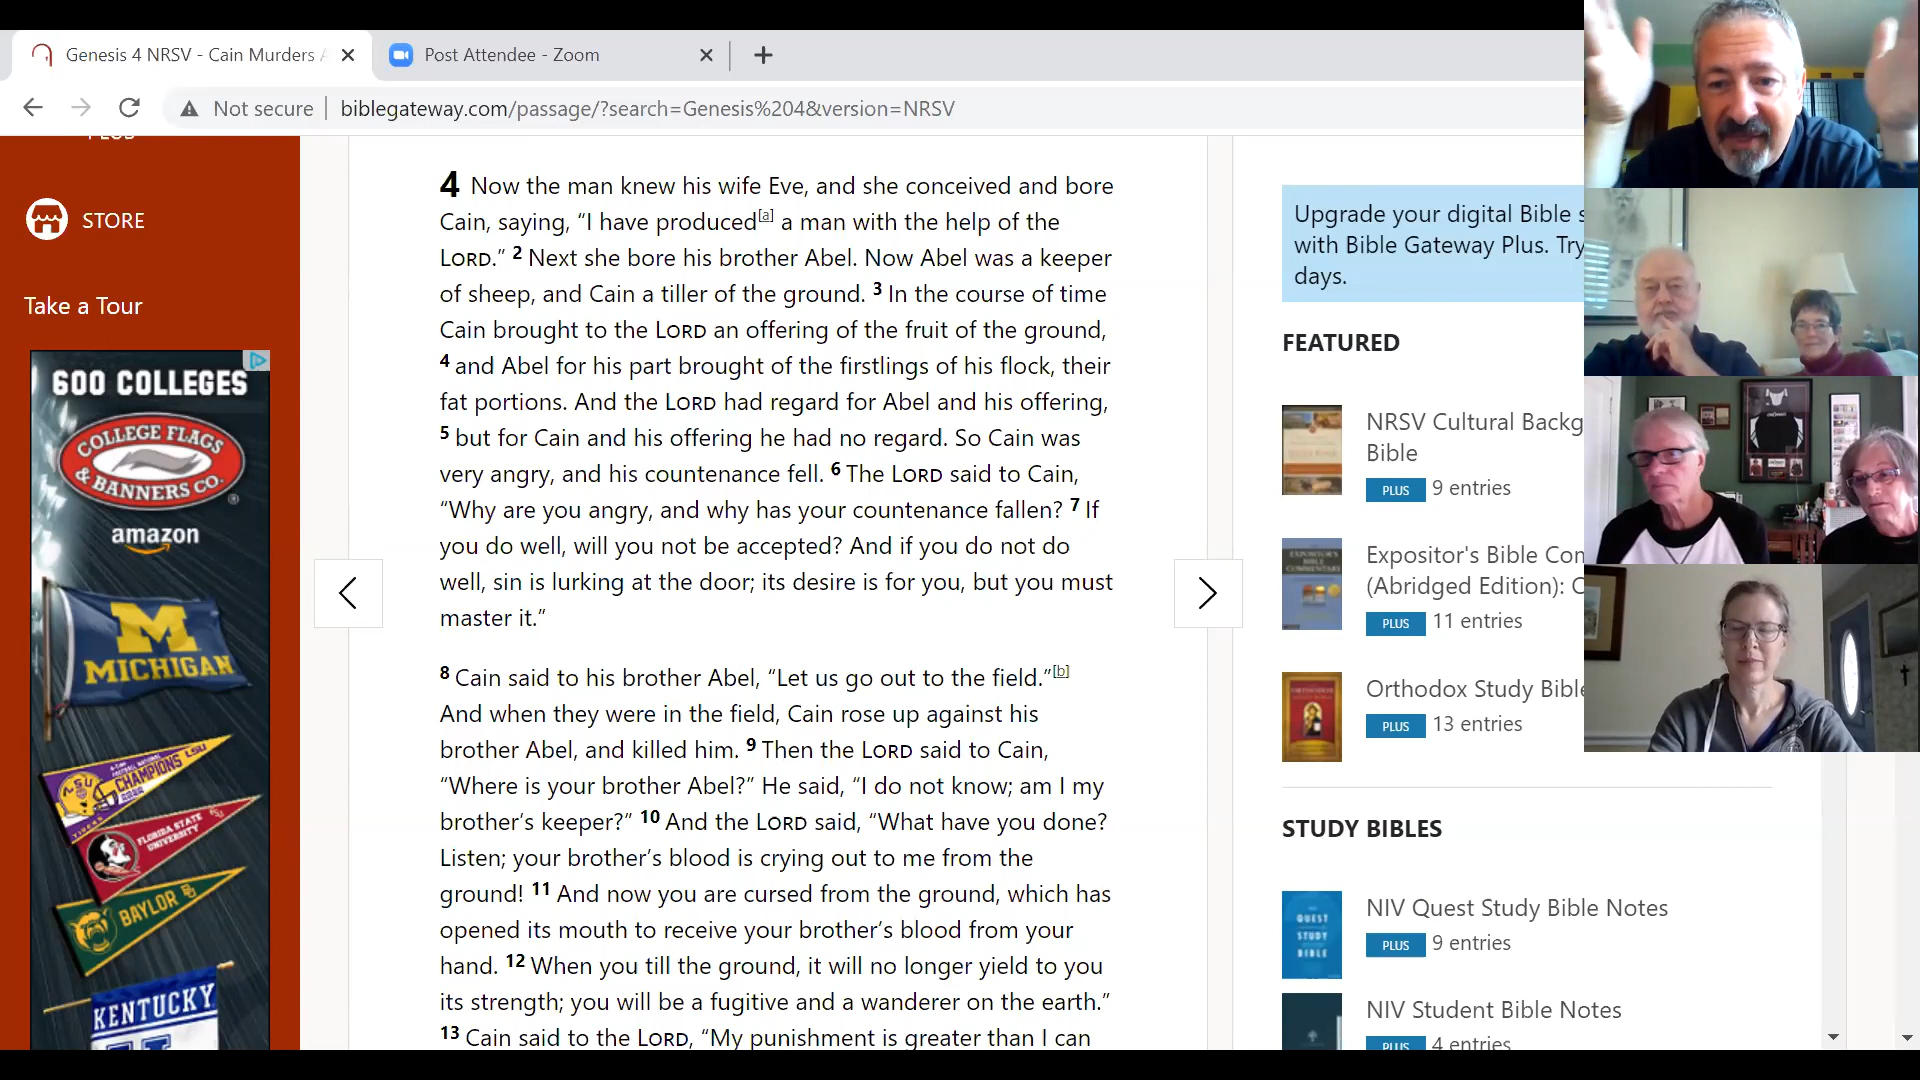 Genesis 4 NRSV - Cain Murders A
Post Attendee - Zoom
Not secure
biblegateway.com/passage/?search=Genesis%204&version=NRSV
PLUS
STORE
Take a Tour
600 COLLEGES
COLLEGE FLAGS
& BANNERS CO.
amazon
M
MICHIGAN
LSU
CHAMPIONS
LSU
FLORIDA STATE
UNIVERSITY
BAYLOR BU
KENTUCKY
4 Now the man knew his wife Eve, and she conceived and bore
Cain, saying, “I have produced[a] a man with the help of the
LORD.” 2 Next she bore his brother Abel. Now Abel was a keeper
of sheep, and Cain a tiller of the ground. 3 In the course of time
Cain brought to the LORD an offering of the fruit of the ground,
4 and Abel for his part brought of the firstlings of his flock, their
fat portions. And the LORD had regard for Abel and his offering,
5 but for Cain and his offering he had no regard. So Cain was
very angry, and his countenance fell. 6 The LORD said to Cain,
“Why are you angry, and why has your countenance fallen? 7 If
you do well, will you not be accepted? And if you do not do
well, sin is lurking at the door; its desire is for you, but you must
master it.”
8 Cain said to his brother Abel, “Let us go out to the field.”[b]
And when they were in the field, Cain rose up against his
brother Abel, and killed him. 9 Then the LORD said to Cain,
“Where is your brother Abel?” He said, “I do not know; am I my
brother’s keeper?” 10 And the LORD said, “What have you done?
Listen; your brother’s blood is crying out to me from the
ground! 11 And now you are cursed from the ground, which has
opened its mouth to receive your brother’s blood from your
hand. 12 When you till the ground, it will no longer yield to you
its strength; you will be a fugitive and a wanderer on the earth.”
13 Cain said to the LORD, “My punishment is greater than I can
Upgrade your digital Bible s
with Bible Gateway Plus. Try
days.
FEATURED
NRSV Cultural Backg
Bible
PLUS 9 entries
EXPOSITOR'S
BIBLE
COMMENTARY
Expositor's Bible Com
(Abridged Edition): O
PLUS 11 entries
Orthodox Study Bible
PLUS 13 entries
STUDY BIBLES
QUEST
STUDY
BIBLE
NIV Quest Study Bible Notes
PLUS 9 entries
NIV Student Bible Notes
PLUS 4 entries